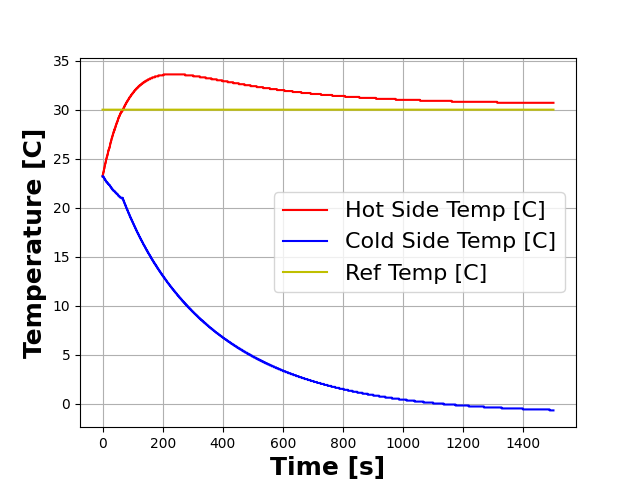 35
30
25
20
15
10
5
0
Temperature [C]
Hot Side Temp [C]
Cold Side Temp [C]
Ref Temp [C]
0 200 400 600 800 1000 1200 1400
Time [s]